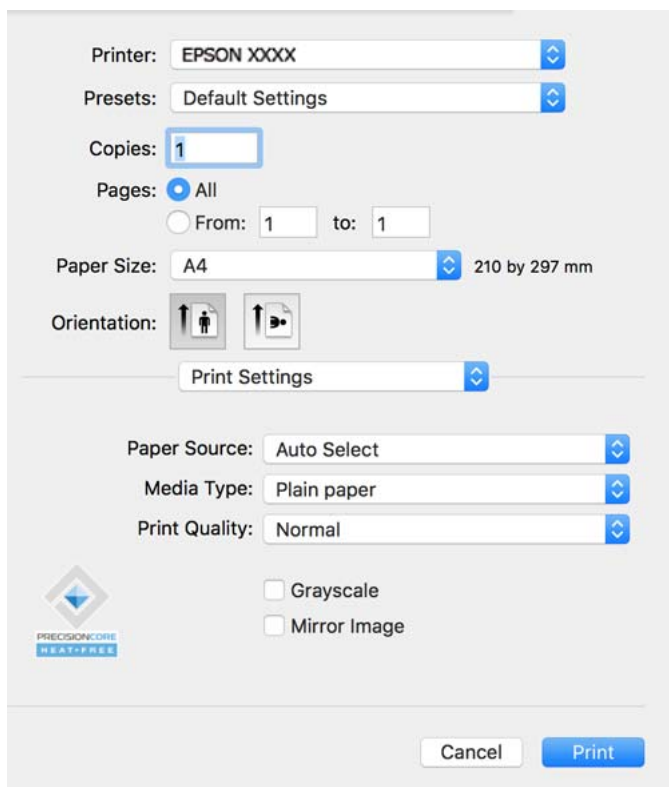 Printer: EPSON XXXX
Presets: Default Settings
Copies: 1
Pages: All
From: 1 to: 1
Paper Size: A4 210 by 297 mm
Orientation:
Print Settings
Paper Source: Auto Select
Media Type: Plain paper
Print Quality: Normal
Grayscale
Mirror Image
PRECISIONCORE
HEAT-FREE
Cancel Print